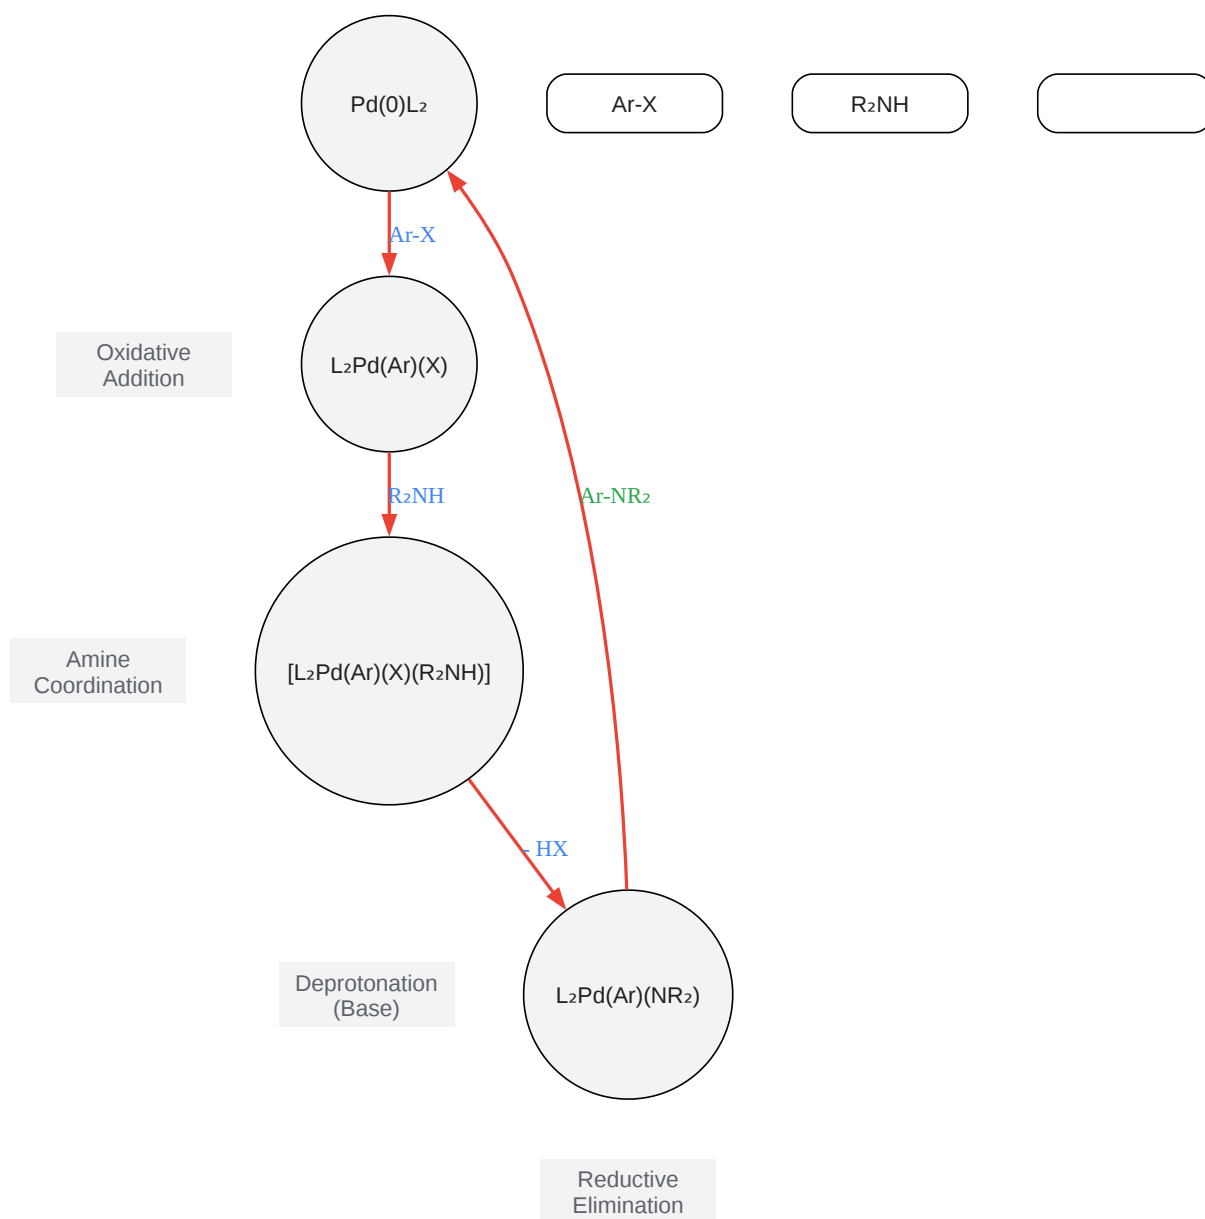 Pd(0)L₂
Ar-X
R₂NH
Ar-X
Oxidative
Addition
L₂Pd(Ar)(X)
R₂NH
Ar-NR₂
Amine
Coordination
[L₂Pd(Ar)(X)(R₂NH)]
- HX
Deprotonation
(Base)
L₂Pd(Ar)(NR₂)
Reductive
Elimination